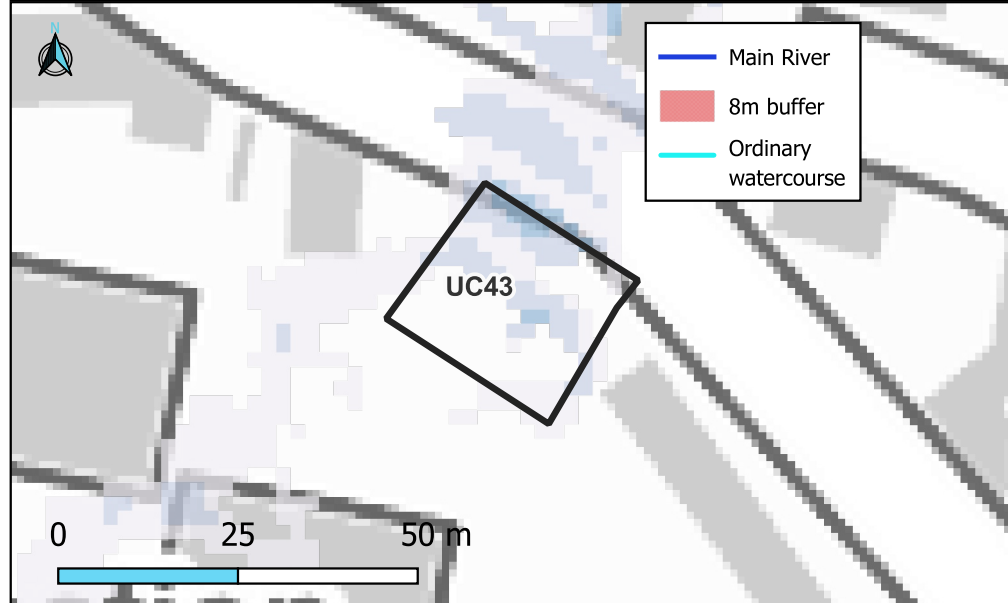 N
Main River
8m buffer
Ordinary
watercourse
UC43
0 25 50 m